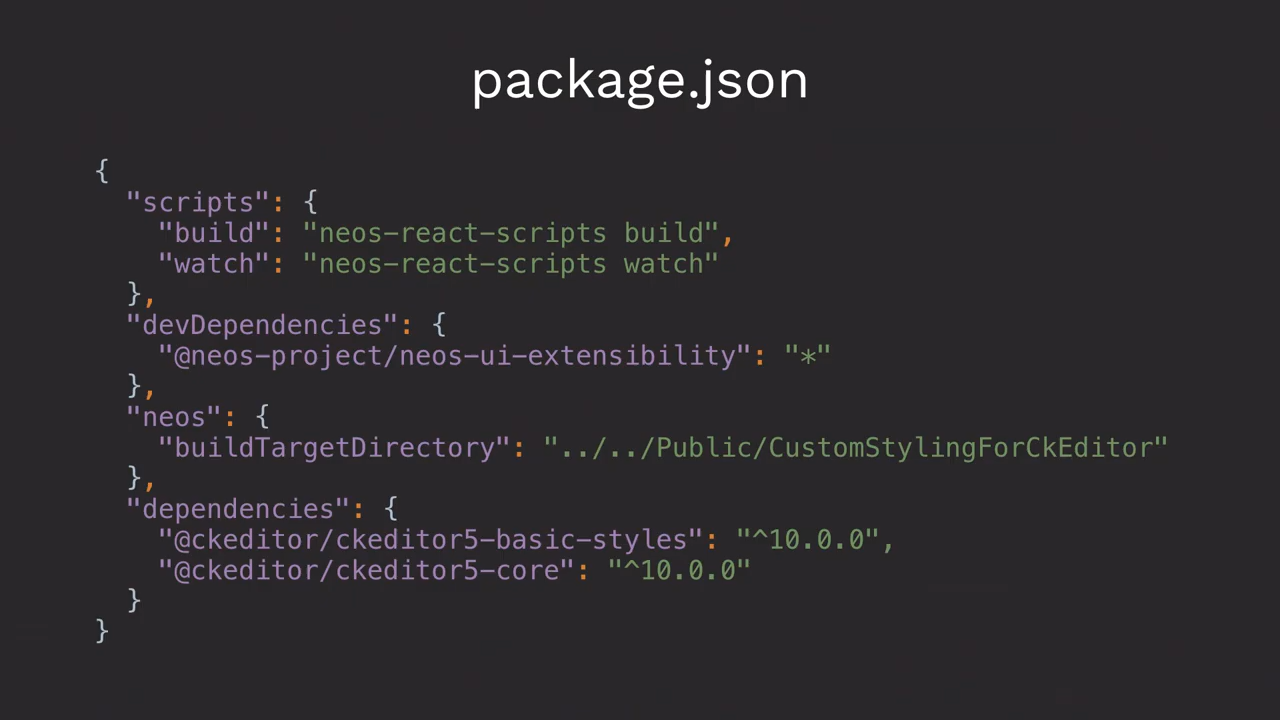 package.json
{
  "scripts": {
    "build": "neos-react-scripts build",
    "watch": "neos-react-scripts watch"
  },
  "devDependencies": {
    "@neos-project/neos-ui-extensibility": "*"
  },
  "neos": {
    "buildTargetDirectory": "../../Public/CustomStylingForCkEditor"
  },
  "dependencies": {
    "@ckeditor/ckeditor5-basic-styles": "^10.0.0",
    "@ckeditor/ckeditor5-core": "^10.0.0"
  }
}